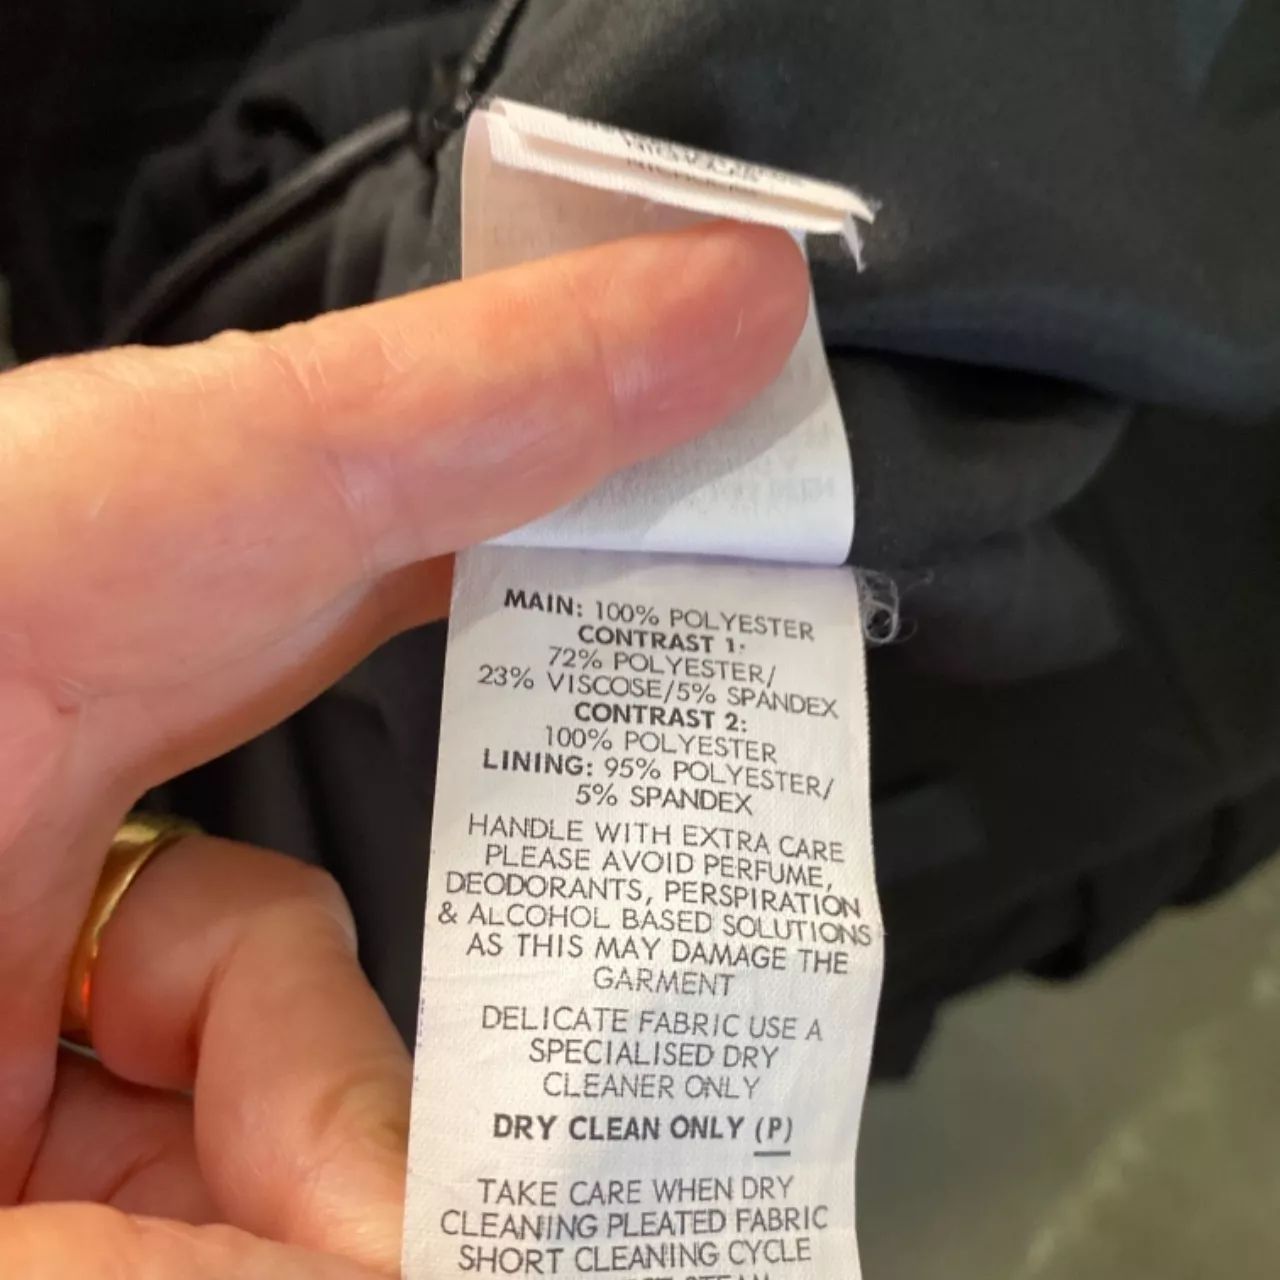 MAIN: 100% POLYESTER
CONTRAST 1:
72% POLYESTER/
23% VISCOSE/5% SPANDEX
CONTRAST 2:
100% POLYESTER
LINING: 95% POLYESTER/
5% SPANDEX
HANDLE WITH EXTRA CARE
PLEASE AVOID PERFUME,
DEODORANTS, PERSPIRATION
& ALCOHOL BASED SOLUTIONS
AS THIS MAY DAMAGE THE
GARMENT
DELICATE FABRIC USE A
SPECIALISED DRY
CLEANER ONLY
DRY CLEAN ONLY (P)
TAKE CARE WHEN DRY
CLEANING PLEATED FABRIC
SHORT CLEANING CYCLE
STEAM